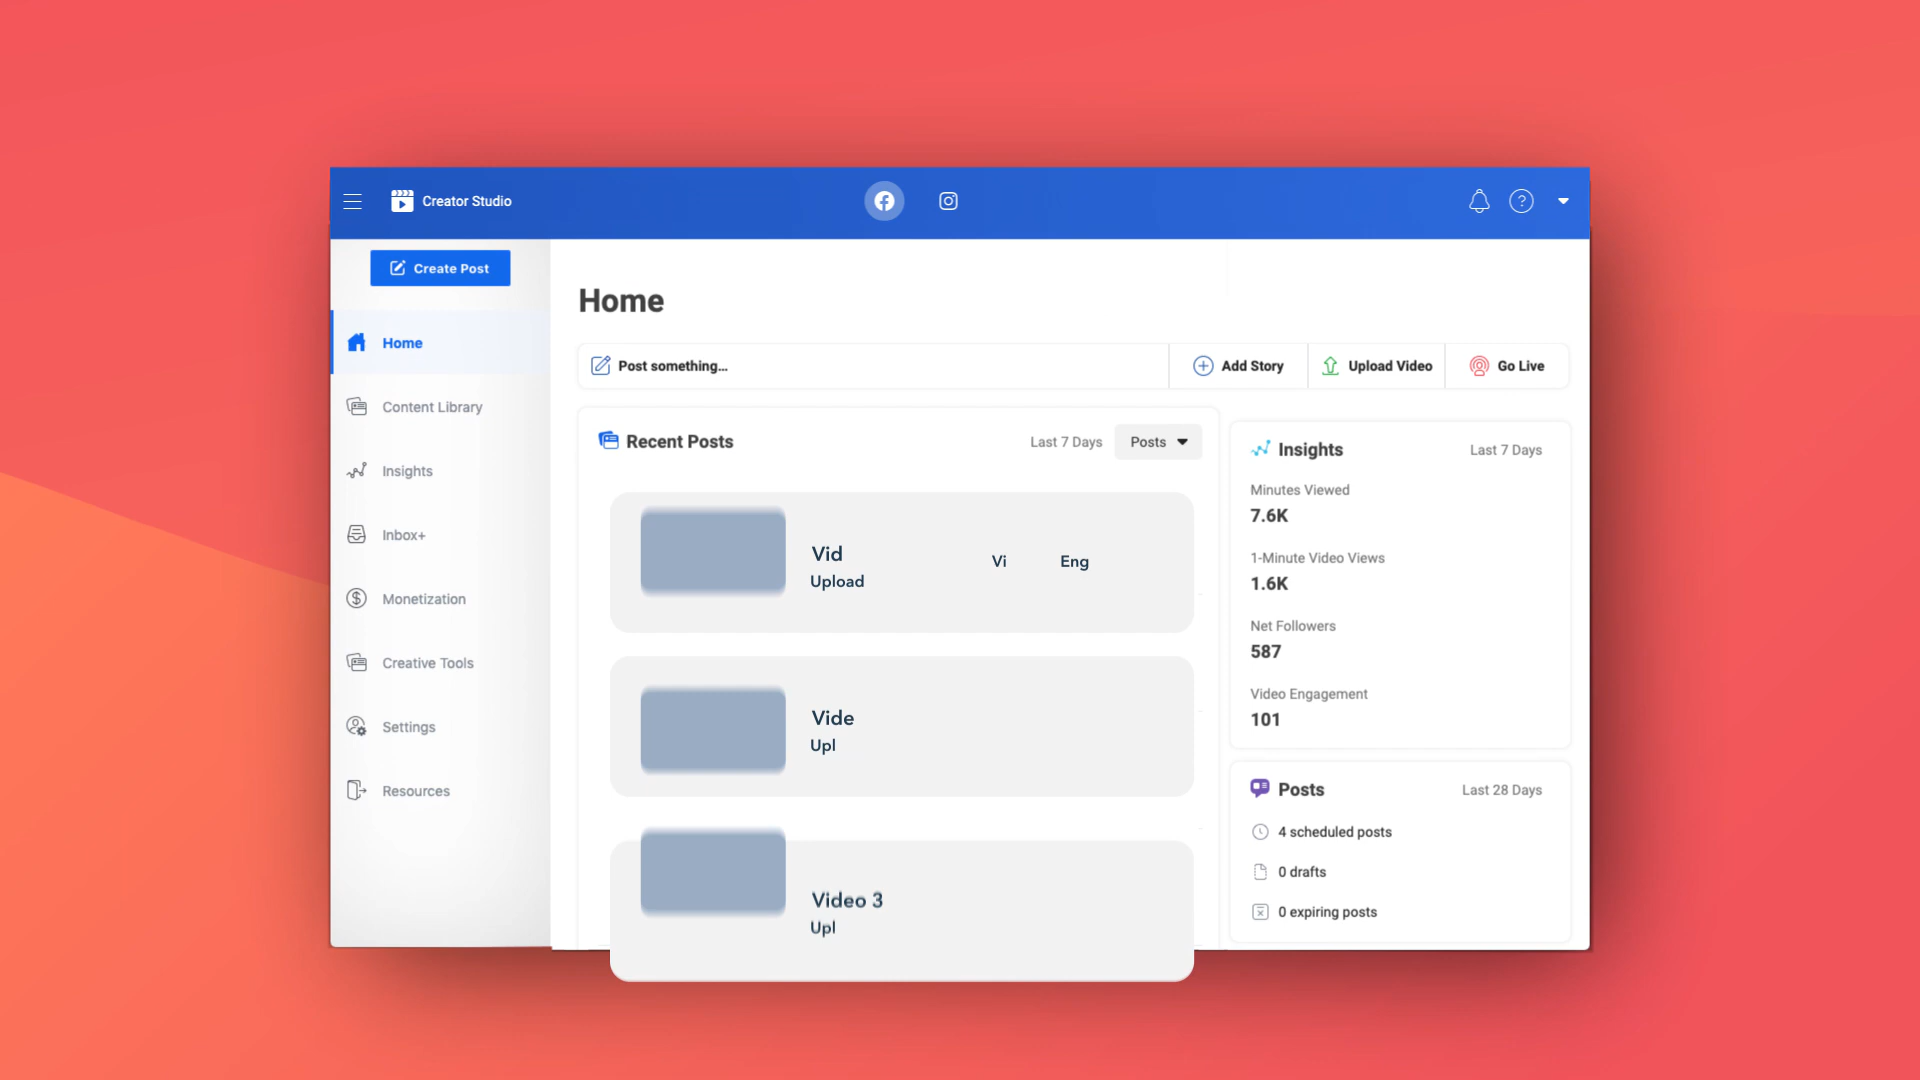 Creator Studio
?
Create Post
Home
Content Library
Insights
Inbox+
Monetization
Creative Tools
Settings
Resources
Home
Post something...
Add Story
Upload Video
Go Live
Recent Posts
Last 7 Days
Posts
Vid
Upload
Vi
Eng
Vide
Upl
Video 3
Upl
Insights
Last 7 Days
Minutes Viewed
7.6K
1-Minute Video Views
1.6K
Net Followers
587
Video Engagement
101
Posts
Last 28 Days
4 scheduled posts
0 drafts
0 expiring posts